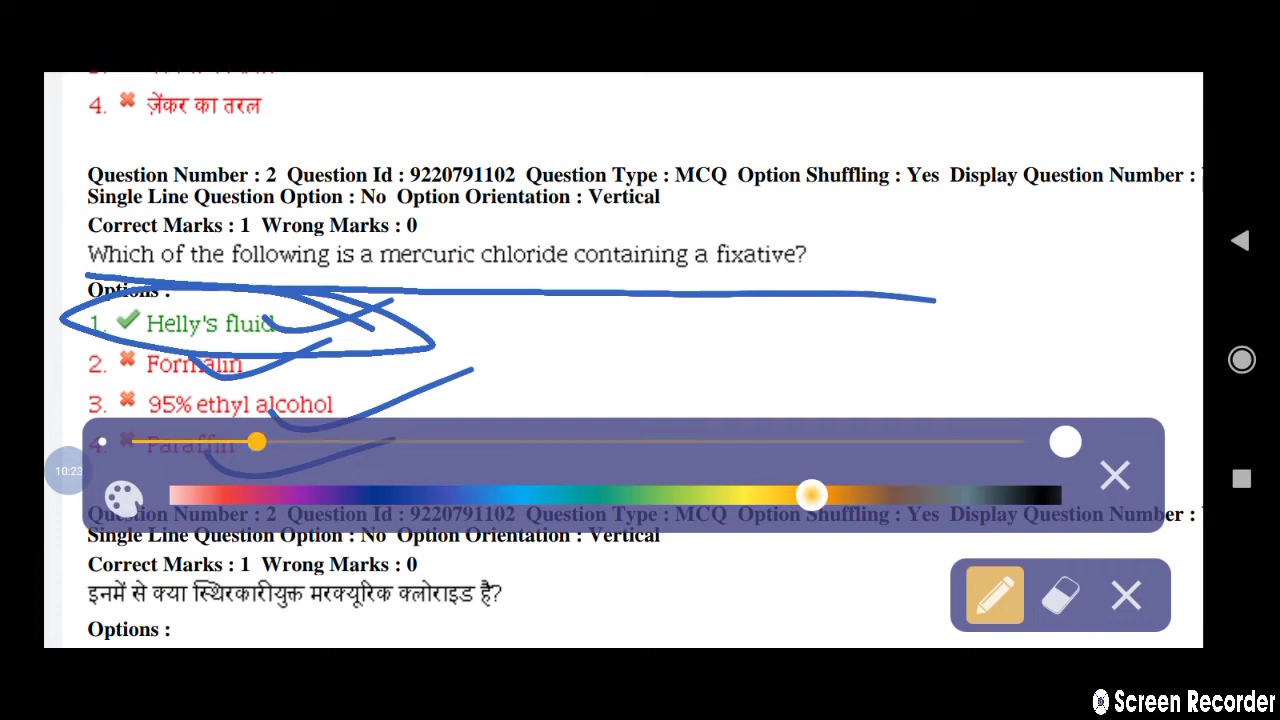 4. ज़ेंकर का तरल
Question Number : 2 Question Id : 9220791102 Question Type : MCQ Option Shuffling : Yes Display Question Number :
Single Line Question Option : No Option Orientation : Vertical
Correct Marks : 1 Wrong Marks : 0
Which of the following is a mercuric chloride containing a fixative?
Options :
1. Helly's fluid
2. Formalin
3. 95% ethyl alcohol
4. Paraffin
10:23
Question Number : 2 Question Id : 9220791102 Question Type : MCQ Option Shuffling : Yes Display Question Number :
Single Line Question Option : No Option Orientation : Vertical
Correct Marks : 1 Wrong Marks : 0
इनमें से क्या स्थिरकारीयुक्त मरक्यूरिक क्लोराइड है?
Options :
Screen Recorder